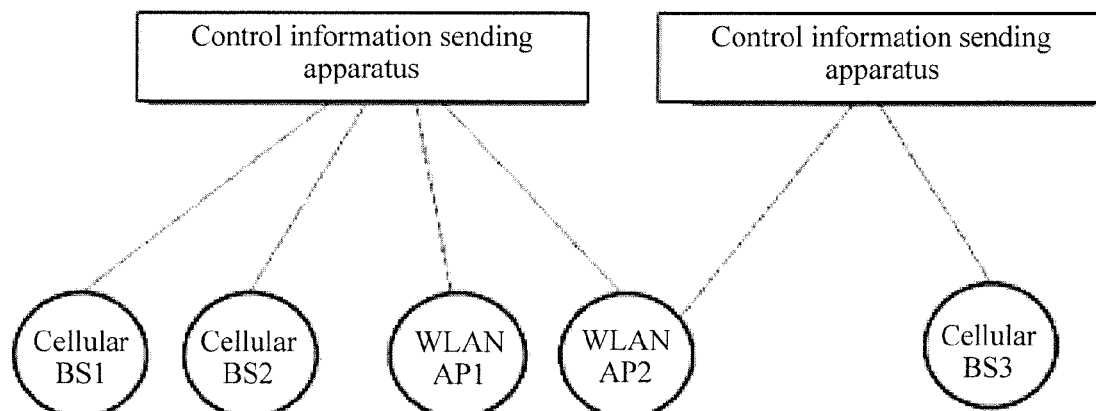 Control information sending
apparatus
Control information sending
apparatus
Cellular
BS1
Cellular
BS2
WLAN
AP1
WLAN
AP2
Cellular
BS3